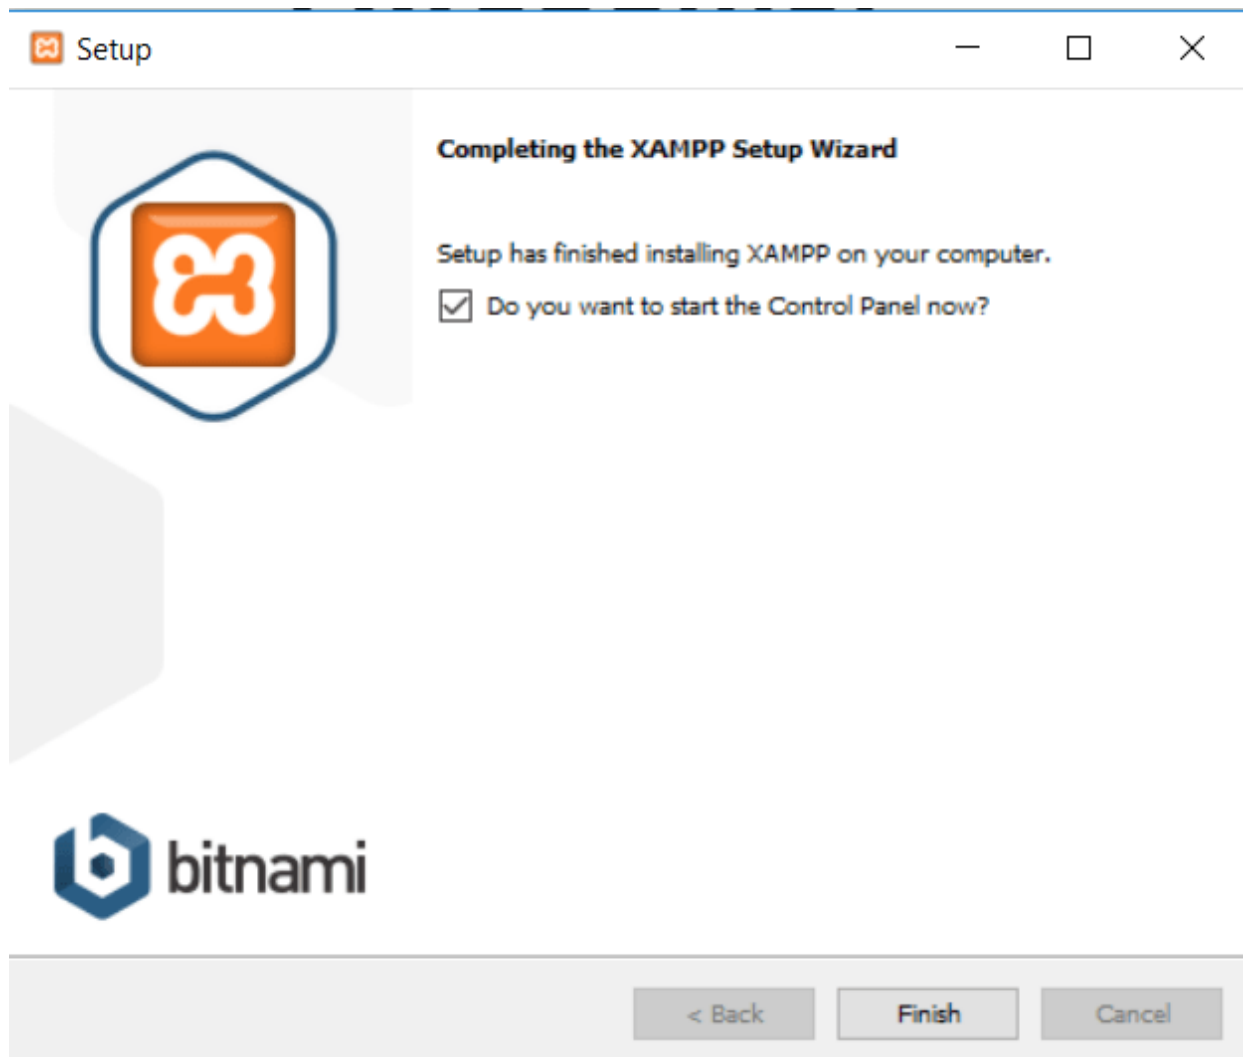 Setup
Completing the XAMPP Setup Wizard
Setup has finished installing XAMPP on your computer.
Do you want to start the Control Panel now?
bitnami
< Back
Finish
Cancel